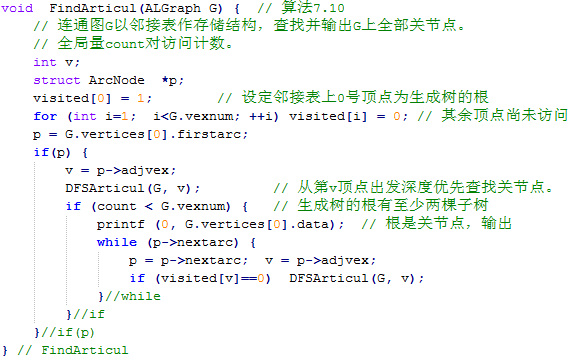 void  FindArticul(ALGraph G) {  // 算法7.10
// 连通图G以邻接表作存储结构，查找并输出G上全部关节点。
// 全局量count对访问计数。
int v;
struct ArcNode  *p;
visited[0] = 1;         // 设定邻接表上0号顶点为生成树的根
for (int i=1;  i<G.vexnum; ++i) visited[i] = 0; // 其余顶点尚未访问
p = G.vertices[0].firstarc;
if(p) {
v = p->adjvex;
DFSArticul(G, v);          // 从第v顶点出发深度优先查找关节点。
if (count < G.vexnum) {   // 生成树的根有至少两棵子树
printf (0, G.vertices[0].data);  // 根是关节点，输出
while (p->nextarc) {
p = p->nextarc;  v = p->adjvex;
if (visited[v]==0)  DFSArticul(G, v);
}//while
}//if
}//if(p)
} // FindArticul